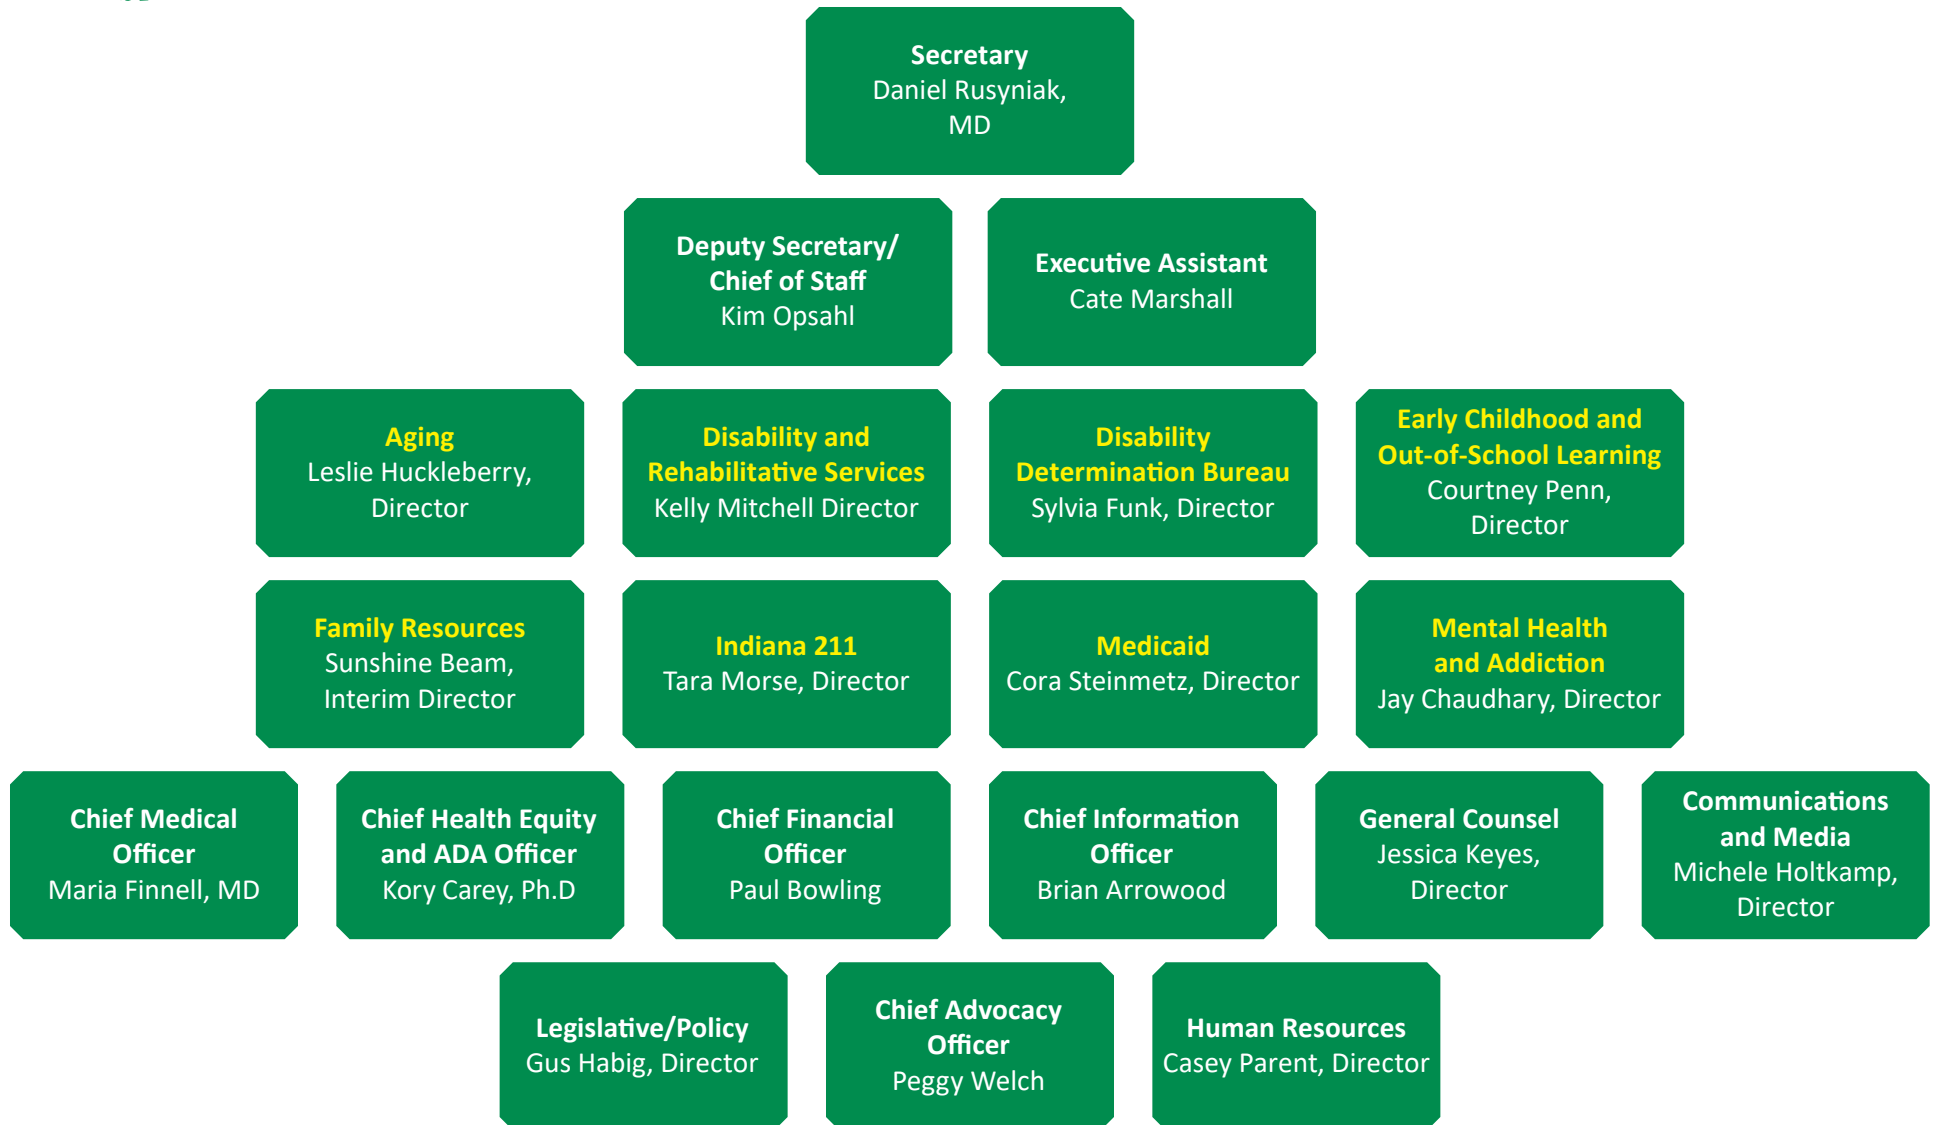 Secretary
Daniel Rusyniak,
MD
Deputy Secretary/
Chief of Staff
Kim Opsahl
Executive Assistant
Cate Marshall
Aging
Leslie Huckleberry,
Director
Disability and
Rehabilitative Services
Kelly Mitchell Director
Disability
Determination Bureau
Sylvia Funk, Director
Early Childhood and
Out-of-School Learning
Courtney Penn,
Director
Family Resources
Sunshine Beam,
Interim Director
Indiana 211
Tara Morse, Director
Medicaid
Cora Steinmetz, Director
Mental Health
and Addiction
Jay Chaudhary, Director
Chief Medical
Officer
Maria Finnell, MD
Chief Health Equity
and ADA Officer
Kory Carey, Ph.D
Chief Financial
Officer
Paul Bowling
Chief Information
Officer
Brian Arrowood
General Counsel
Jessica Keyes,
Director
Communications
and Media
Michele Holtkamp,
Director
Legislative/Policy
Gus Habig, Director
Chief Advocacy
Officer
Peggy Welch
Human Resources
Casey Parent, Director